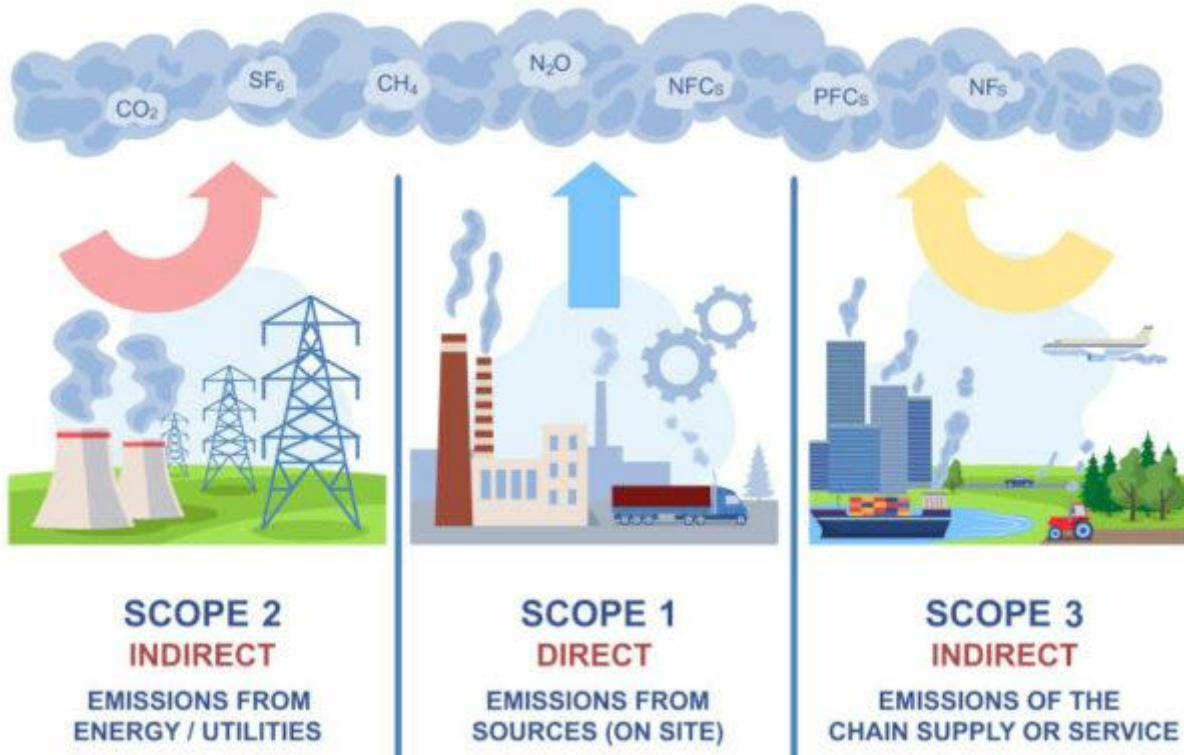 CO₂
SF₆
CH₄
N₂O
NFCs
PFCs
NFs
SCOPE 2
INDIRECT
EMISSIONS FROM
ENERGY / UTILITIES
SCOPE 1
DIRECT
EMISSIONS FROM
SOURCES (ON SITE)
SCOPE 3
INDIRECT
EMISSIONS OF THE
CHAIN SUPPLY OR SERVICE